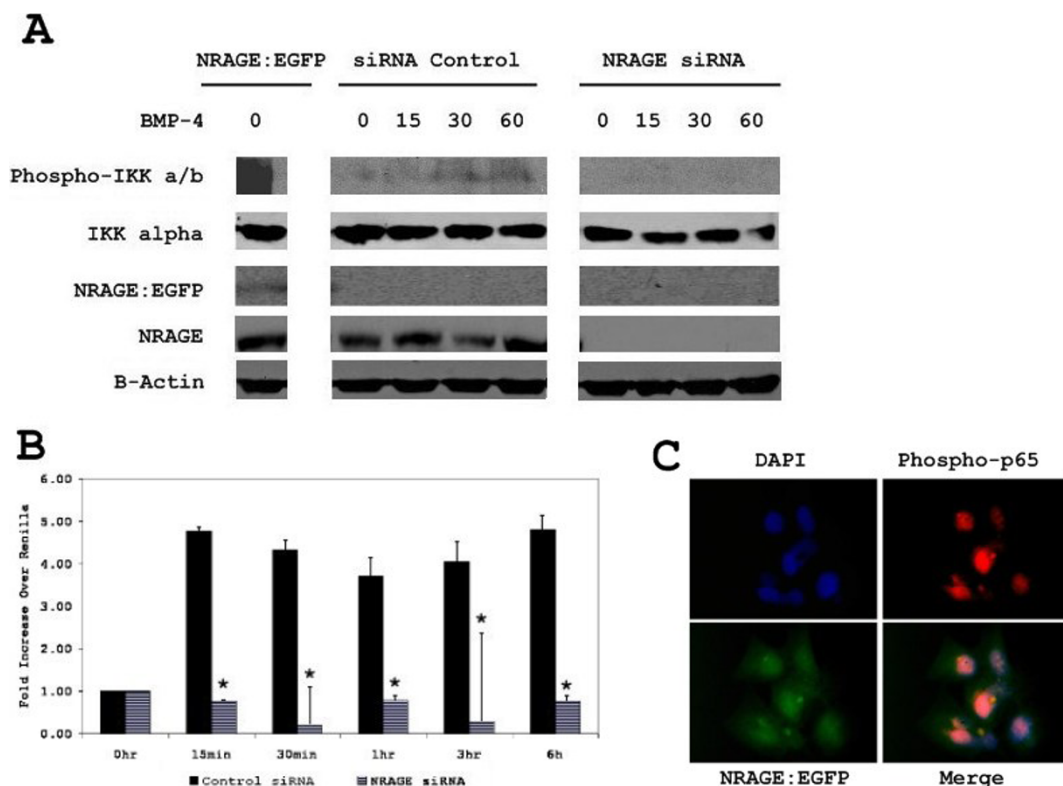 A
NRAGE:EGFP siRNA Control NRAGE siRNA
BMP-4 0 0 15 30 60 0 15 30 60
Phospho-IKK a/b
IKK alpha
NRAGE:EGFP
NRAGE
B-Actin
B
Fold Increase Over Renilla
6.00
5.00
4.00
3.00
2.00
1.00
0.00
* * * * *
0hr 15min 30min 1hr 3hr 6h
Control siRNA NRAGE siRNA
C
DAPI Phospho-p65
NRAGE:EGFP Merge